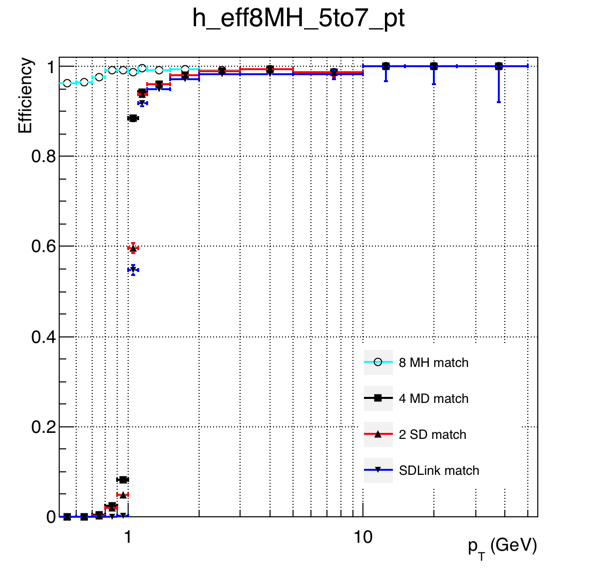 h_eff8MH_5to7_pt
Efficiency
1
0.8
0.6
0.4
0.2
0
8 MH match
4 MD match
2 SD match
SDLink match
1
10
p_T (GeV)